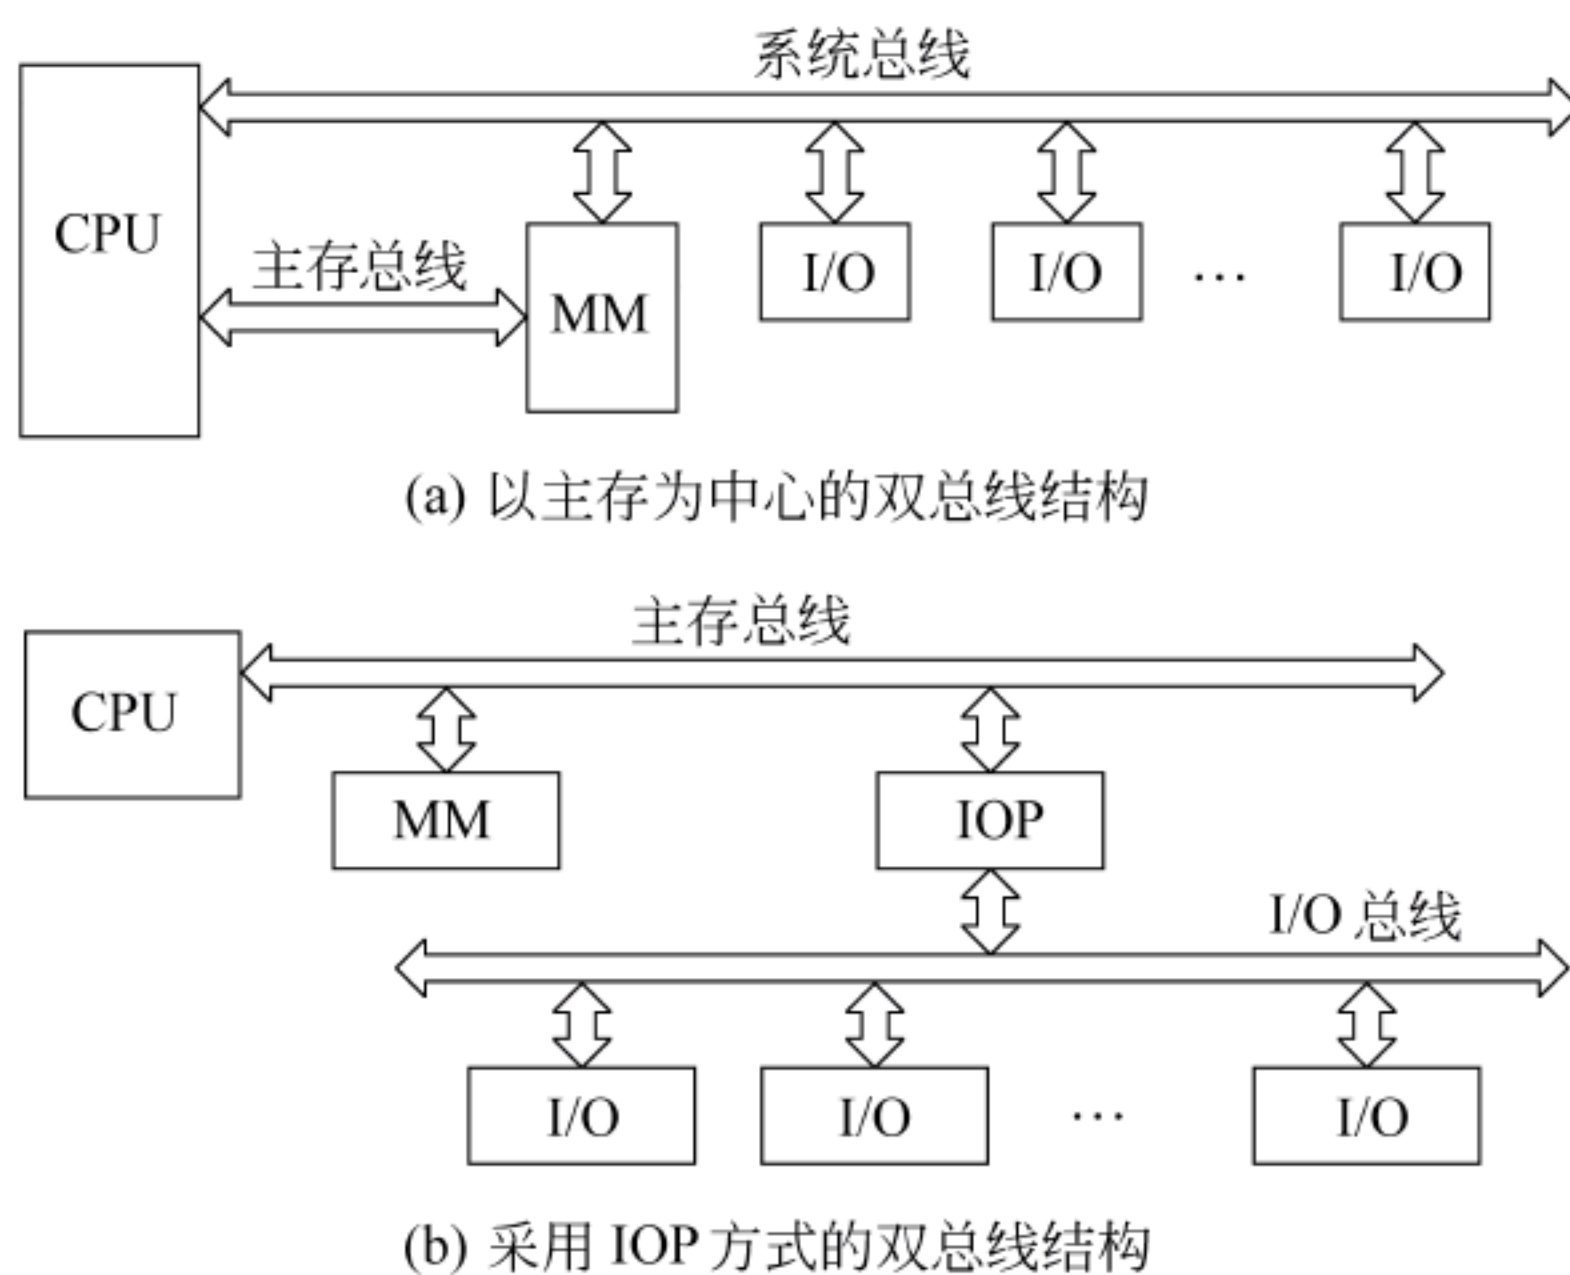 系统总线
CPU
主存总线
MM
I/O
I/O
…
I/O
(a) 以主存为中心的双总线结构
主存总线
CPU
MM
IOP
I/O 总线
I/O
I/O
…
I/O
(b) 采用 IOP 方式的双总线结构